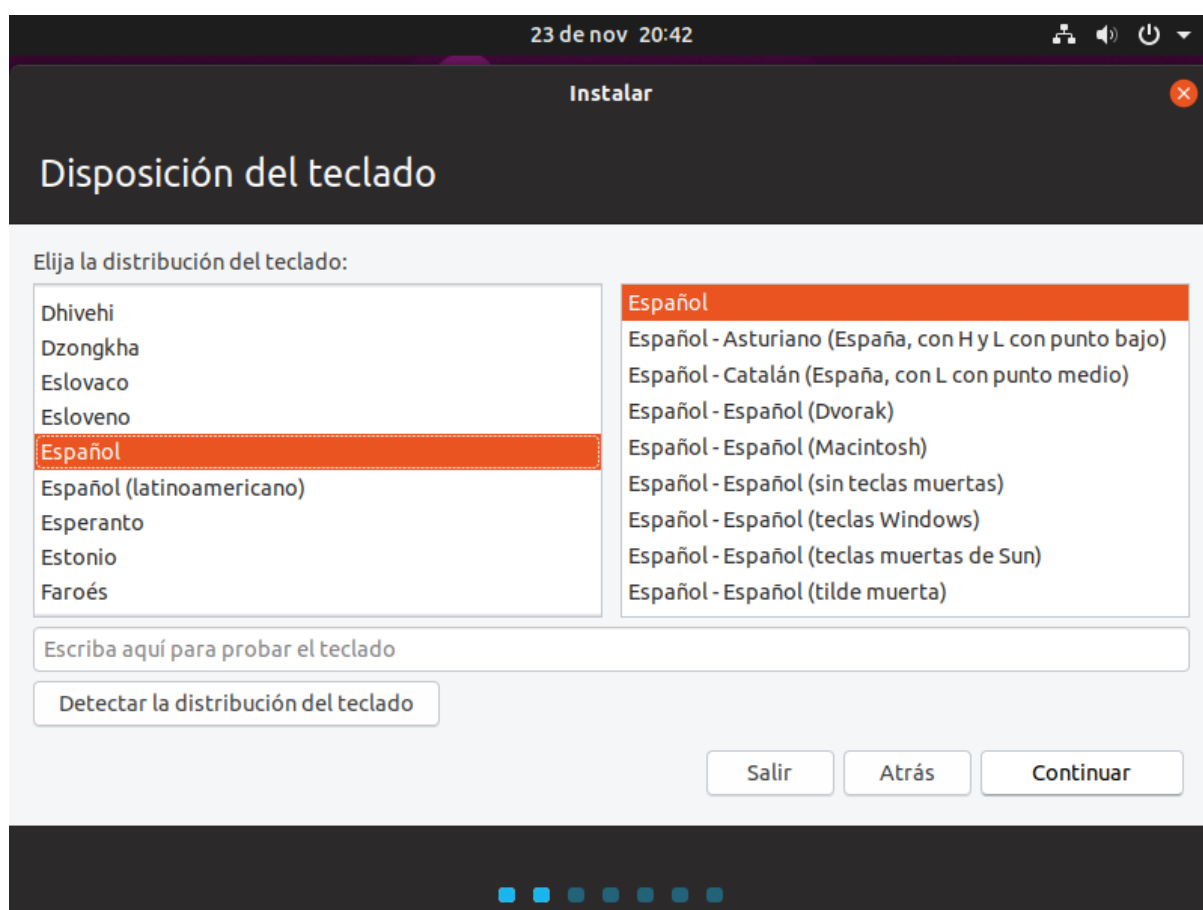 23 de nov 20:42
Instalar
Disposición del teclado
Elija la distribución del teclado:
Dhivehi
Dzongkha
Eslovaco
Esloveno
Español
Español (latinoamericano)
Esperanto
Estonio
Faroés
Español
Español - Asturiano (España, con H y L con punto bajo)
Español - Catalán (España, con L con punto medio)
Español - Español (Dvorak)
Español - Español (Macintosh)
Español - Español (sin teclas muertas)
Español - Español (teclas Windows)
Español - Español (teclas muertas de Sun)
Español - Español (tilde muerta)
Escriba aquí para probar el teclado
Detectar la distribución del teclado
Salir
Atrás
Continuar